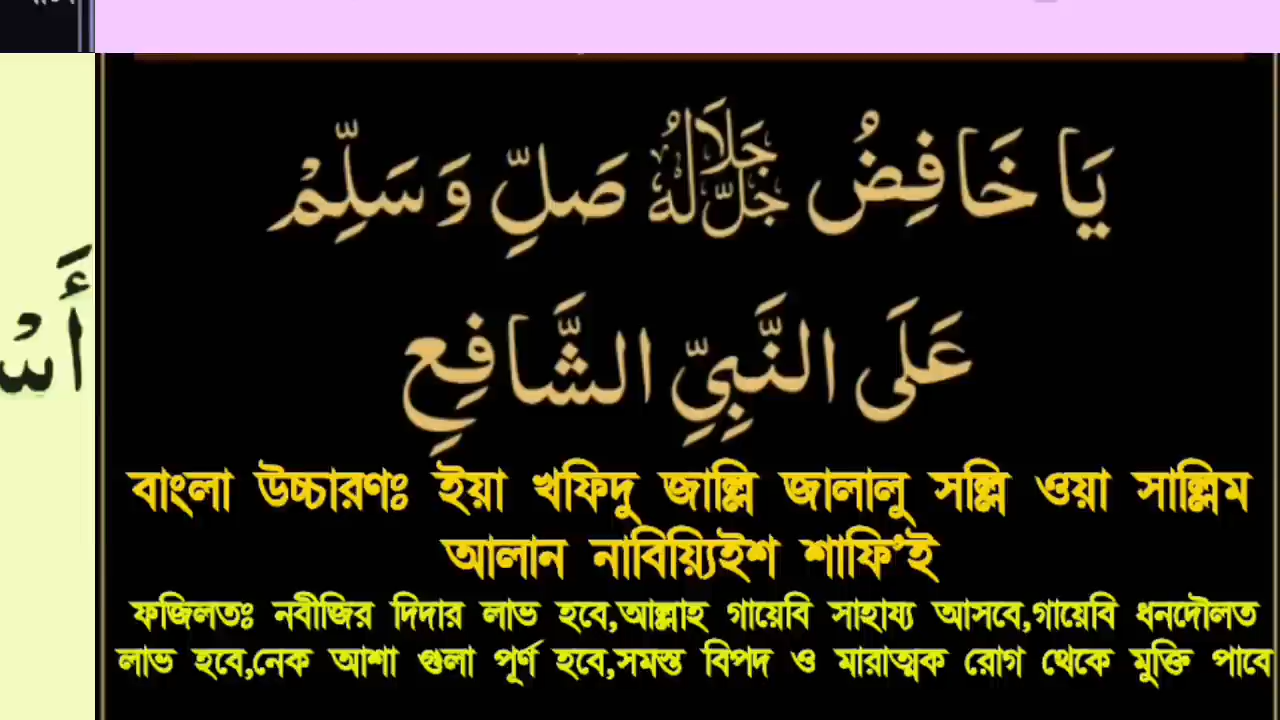 يَا خَافِضُ جَلَّ جَلَالُهُ صَلِّ وَسَلِّمْ
عَلَى النَّبِيِّ الشَّافِعِ
বাংলা উচ্চারণঃ ইয়া খফিদু জাল্লি জালালু সল্লি ওয়া সাল্লিম
আলান নাবিয়্যিইশ শাফি'ই
ফজিলতঃ নবীজির দিদার লাভ হবে,আল্লাহ গায়েবি সাহায্য আসবে,গায়েবি ধনদৌলত
লাভ হবে,নেক আশা গুলা পূর্ণ হবে,সমস্ত বিপদ ও মারাত্মক রোগ থেকে মুক্তি পাবে